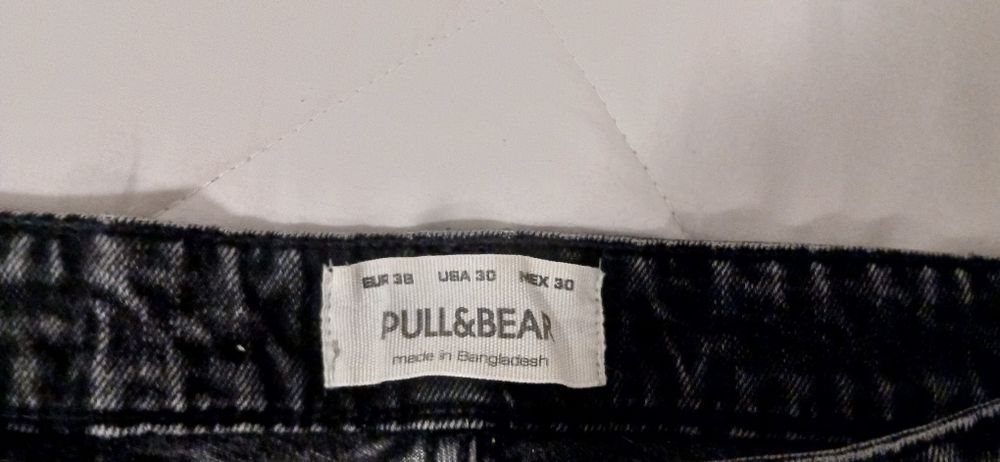 EUR 38 USA 30 MEX 30
PULL&BEAR
made in Bangladesh